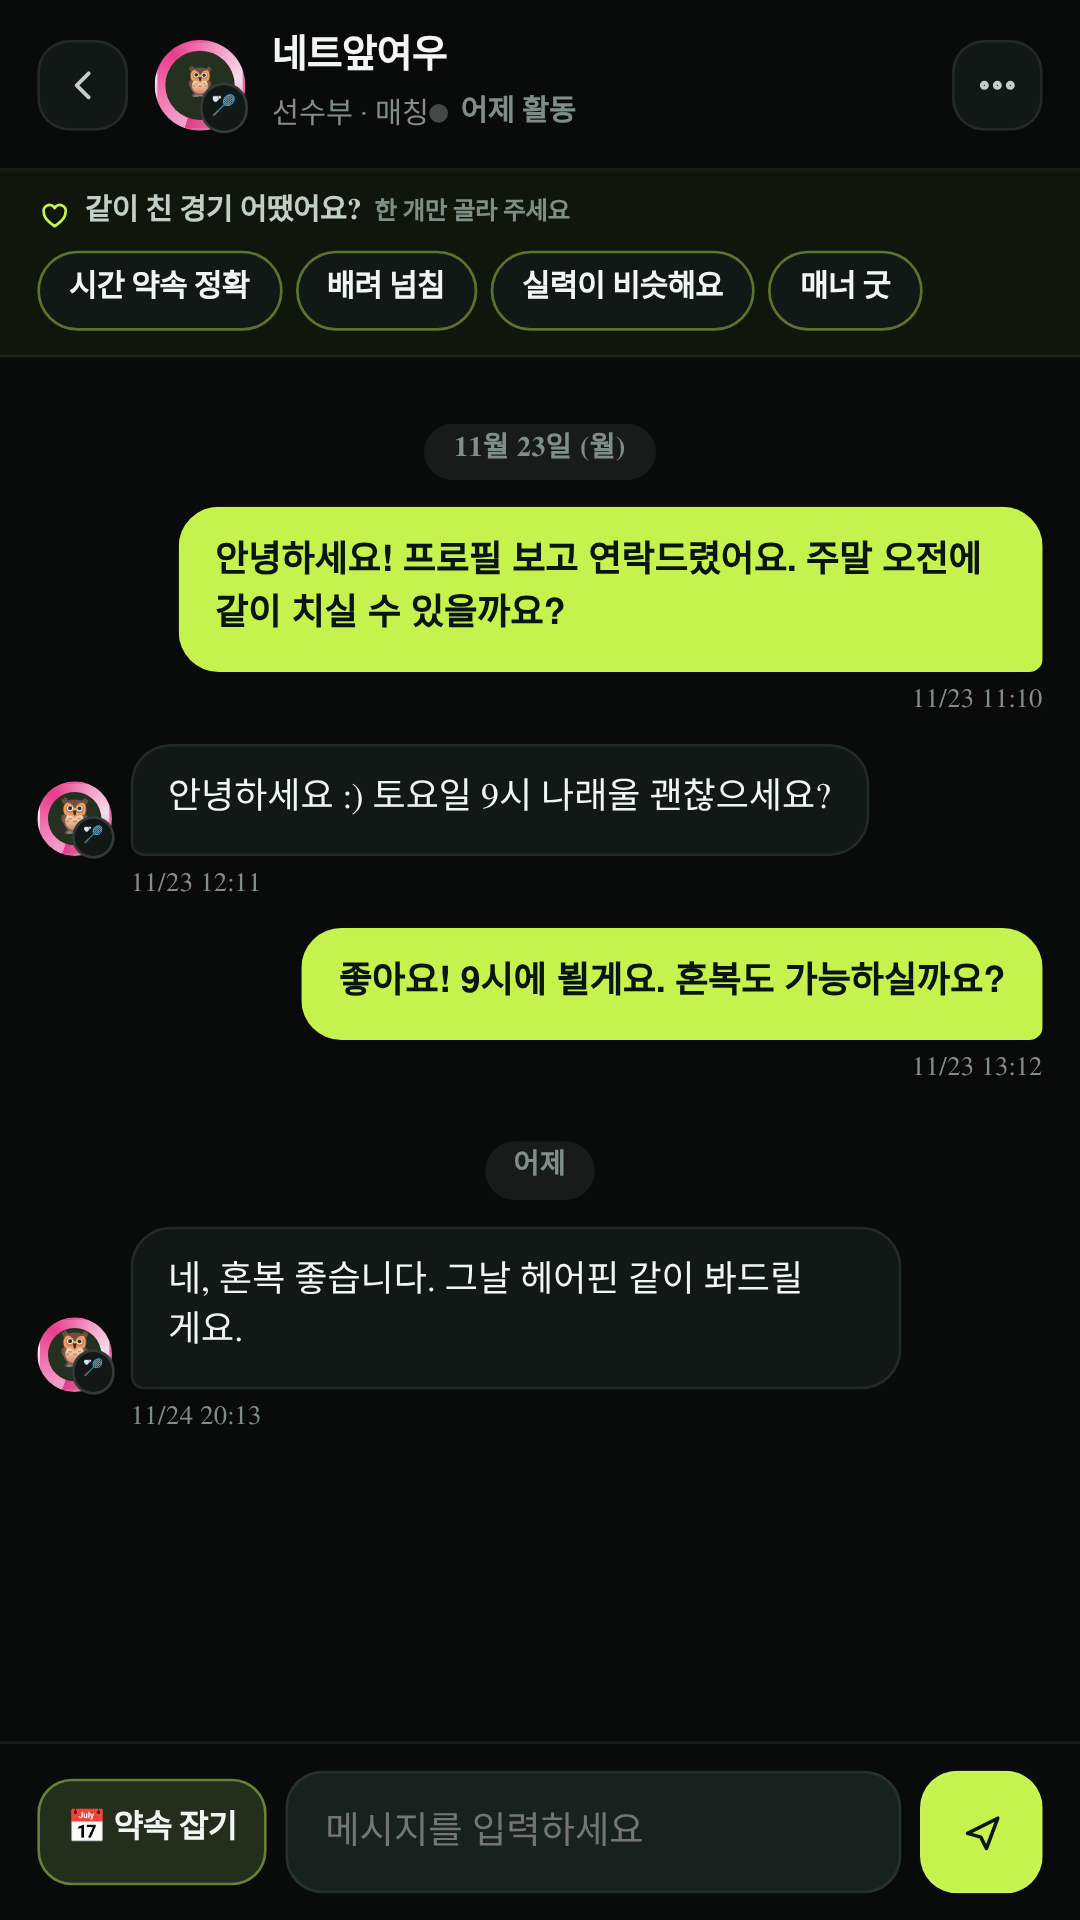 네트앞여우
선수부 · 매칭 어제 활동
같이 친 경기 어땠어요? 한 개만 골라 주세요
시간 약속 정확
배려 넘침
실력이 비슷해요
매너 굿
11월 23일 (월)
안녕하세요! 프로필 보고 연락드렸어요. 주말 오전에
같이 치실 수 있을까요?
11/23 11:10
안녕하세요 :) 토요일 9시 나래울 괜찮으세요?
11/23 12:11
좋아요! 9시에 뵐게요. 혼복도 가능하실까요?
11/23 13:12
어제
네, 혼복 좋습니다. 그날 헤어핀 같이 봐드릴
게요.
11/24 20:13
July
17
약속 잡기
메시지를 입력하세요